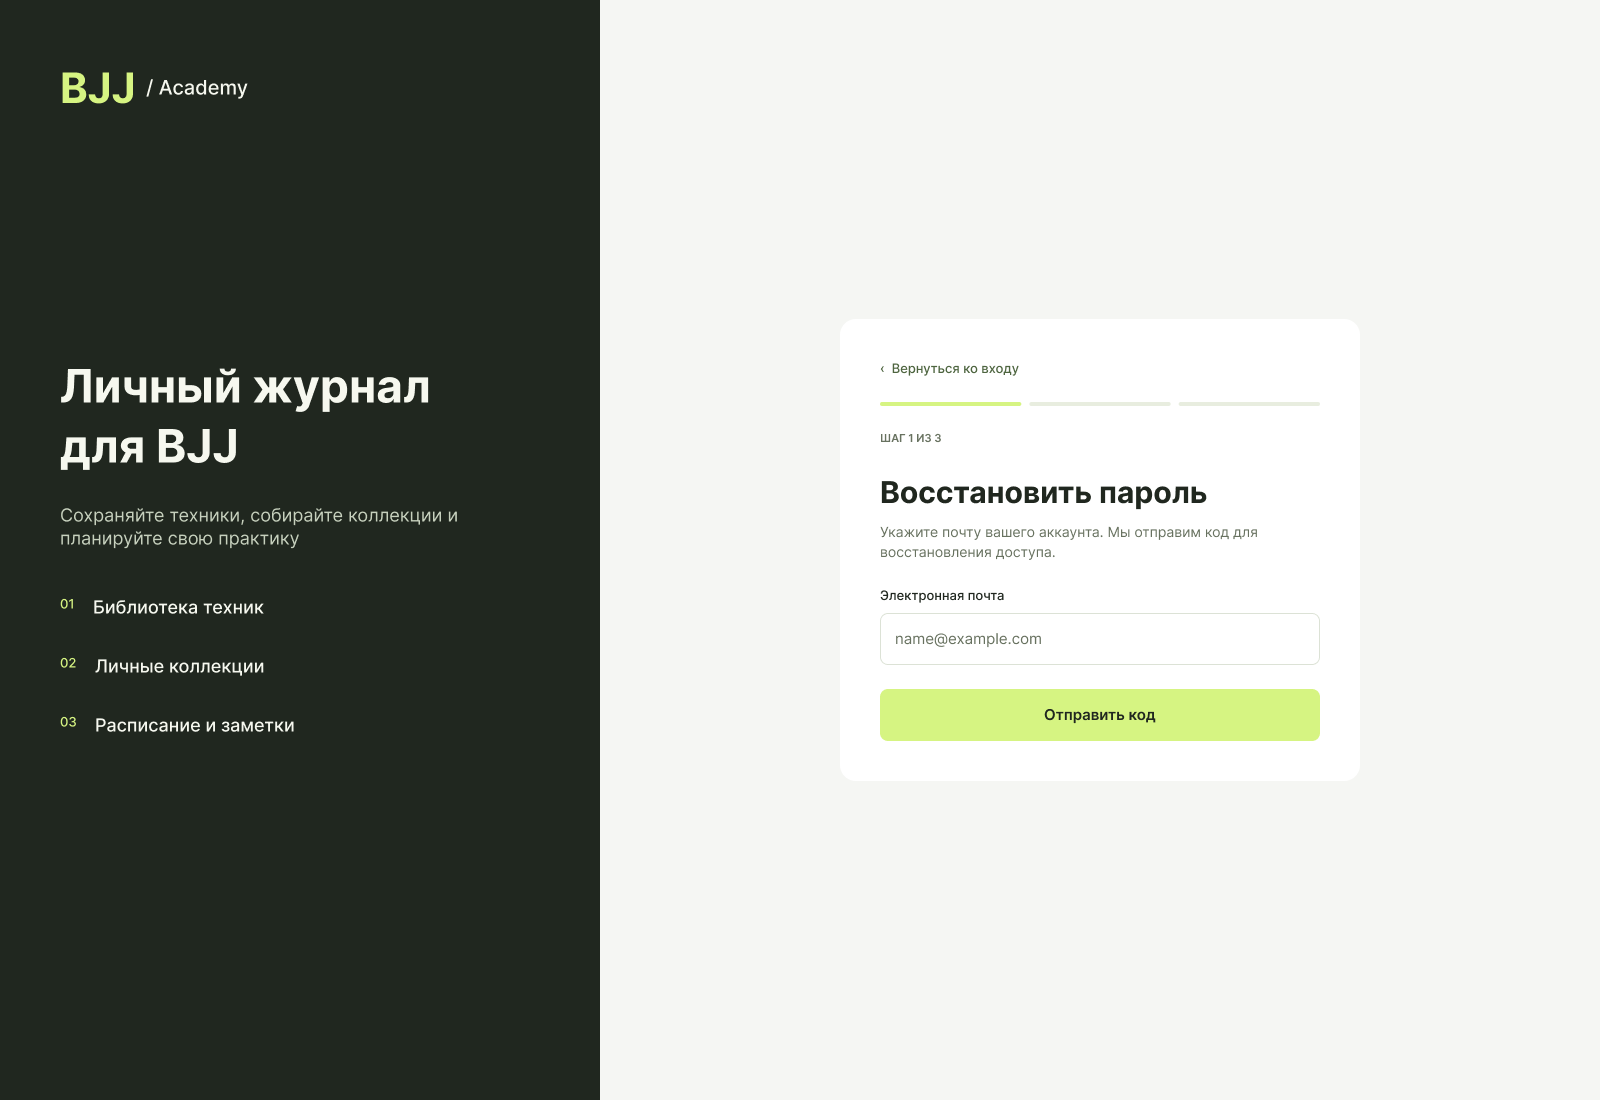 BJJ / Academy
Личный журнал
для BJJ
Сохраняйте техники, собирайте коллекции и
планируйте свою практику
01 Библиотека техник
02 Личные коллекции
03 Расписание и заметки
‹ Вернуться ко входу
ШАГ 1 ИЗ 3
Восстановить пароль
Укажите почту вашего аккаунта. Мы отправим код для
восстановления доступа.
Электронная почта
name@example.com
Отправить код